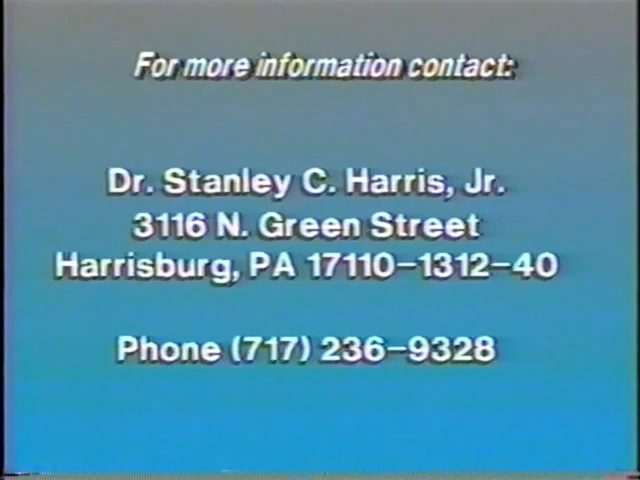 For more information contact:
Dr. Stanley C. Harris, Jr.
3116 N. Green Street
Harrisburg, PA 17110-1312-40
Phone (717) 236-9328